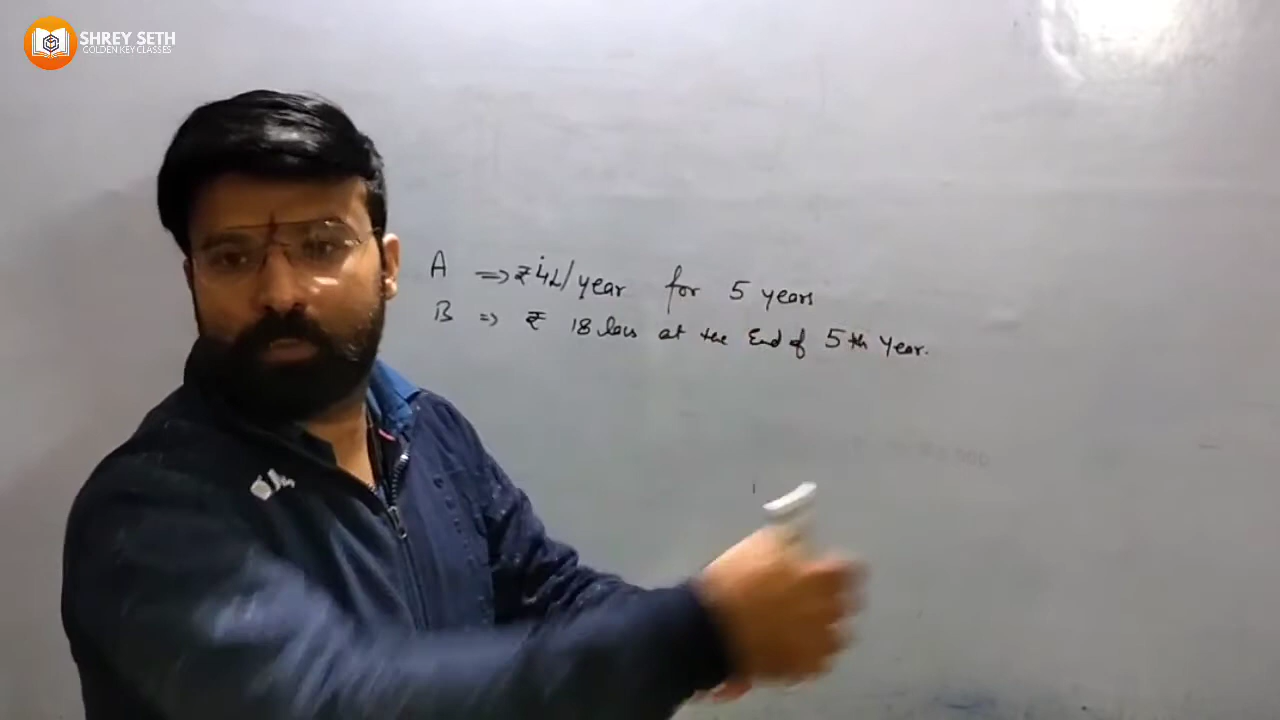 SHREY SETH
GOLDEN KEY CLASSES
A ⇒ ₹ 4L/year for 5 years
B ⇒ ₹ 18 lacs at the End of 5th Year.